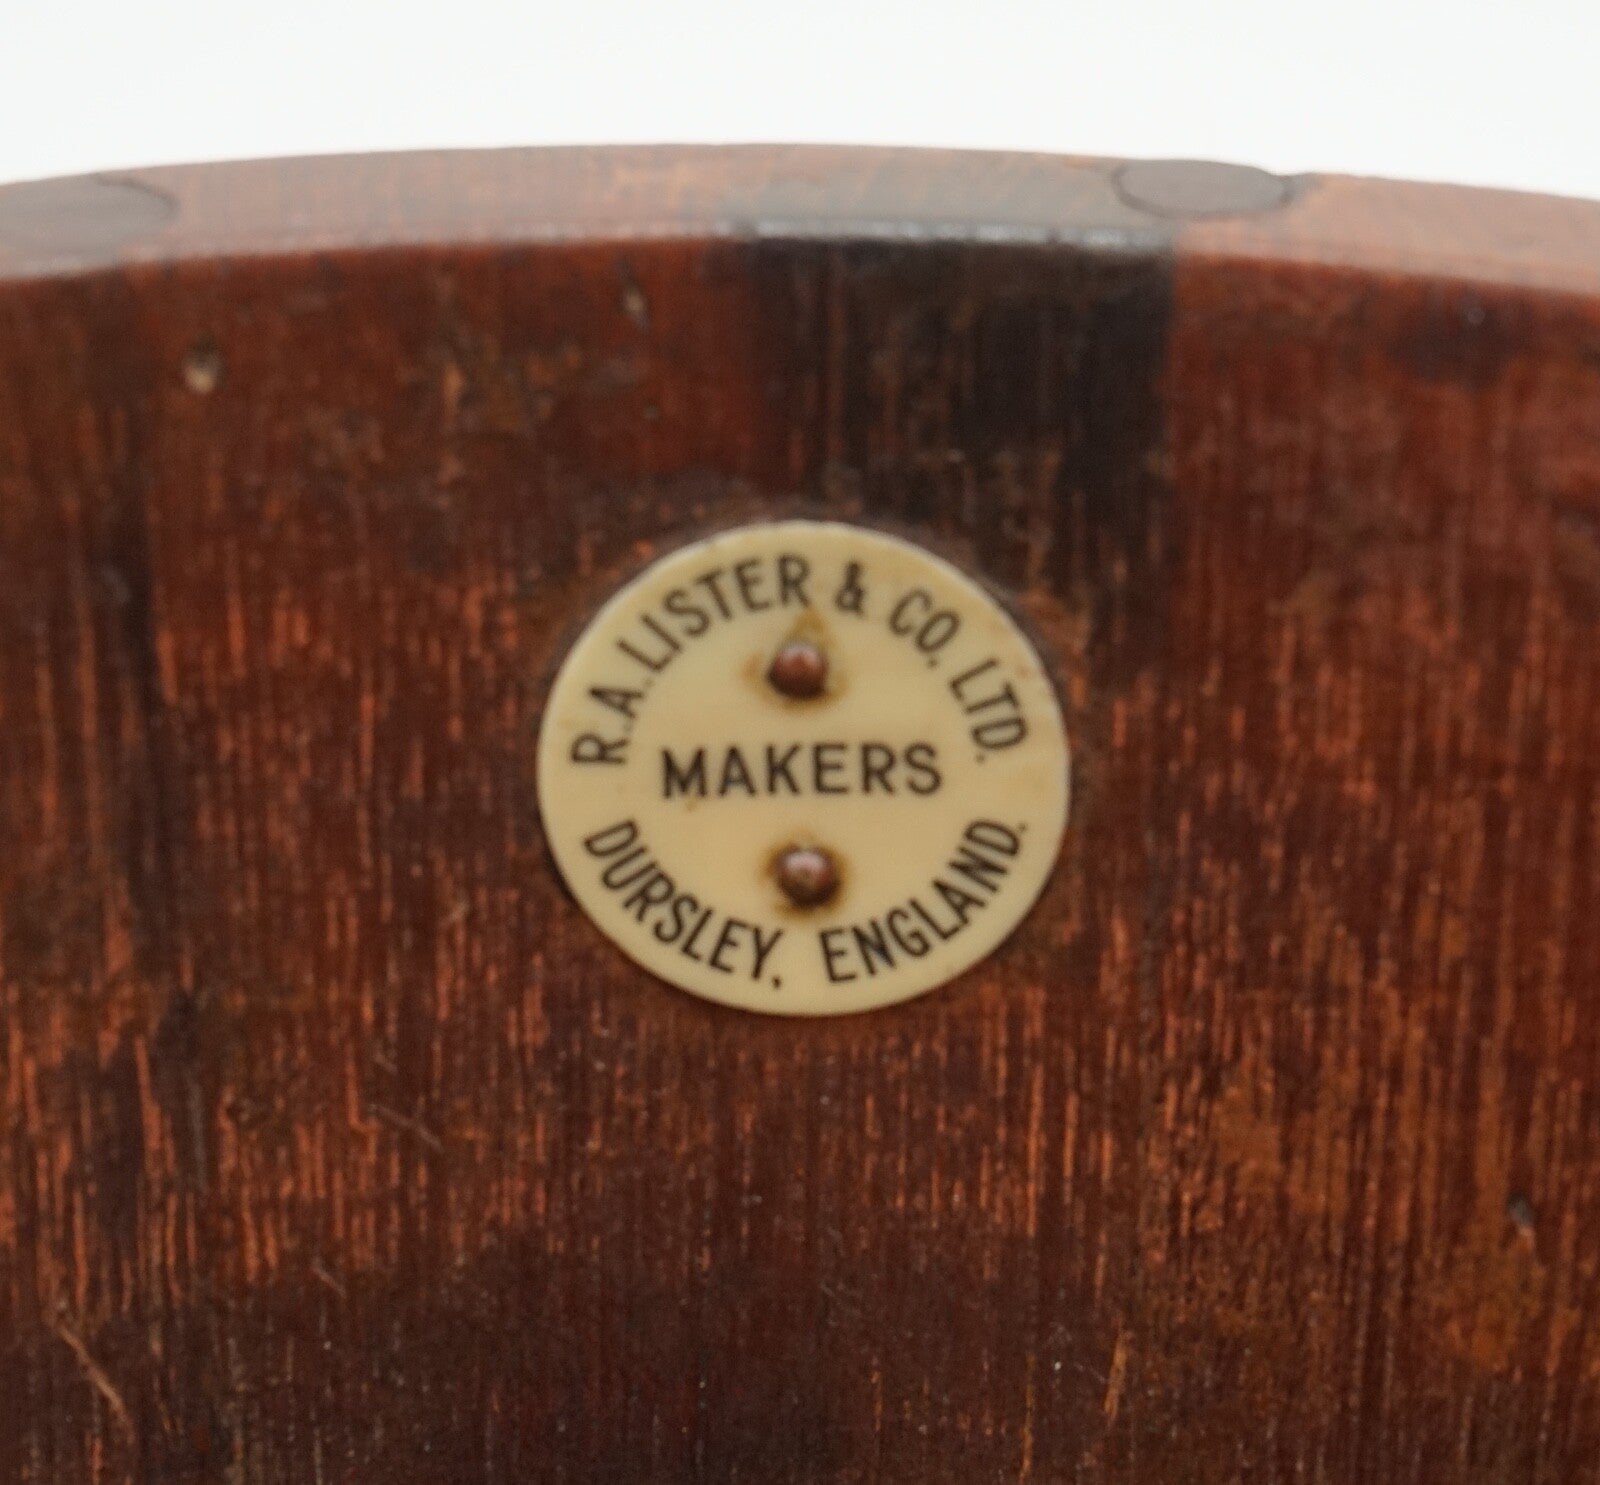 R.A. LISTER & CO. LTD.
MAKERS
DURSLEY, ENGLAND.